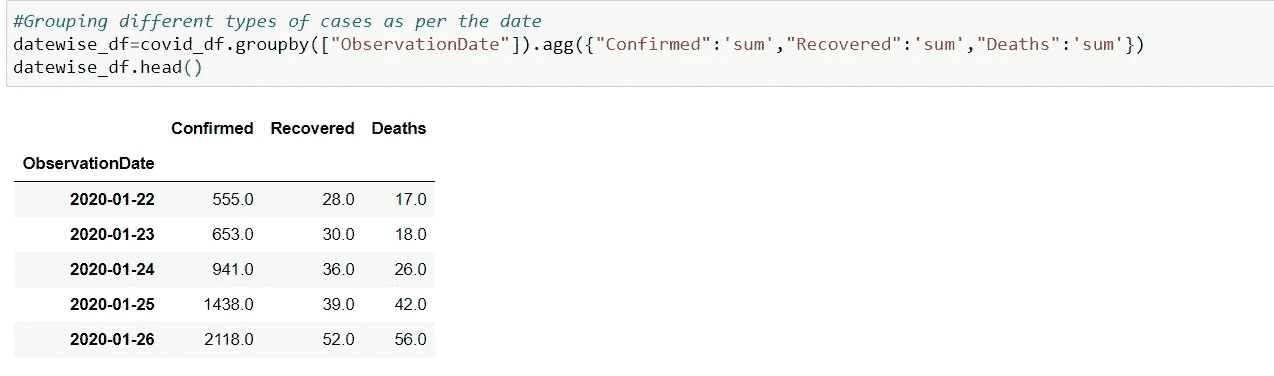 #Grouping different types of cases as per the date
datewise_df=covid_df.groupby(["ObservationDate"]).agg({"Confirmed":'sum',"Recovered":'sum',"Deaths":'sum'})
datewise_df.head()
Confirmed Recovered Deaths
ObservationDate
2020-01-22 555.0 28.0 17.0
2020-01-23 653.0 30.0 18.0
2020-01-24 941.0 36.0 26.0
2020-01-25 1438.0 39.0 42.0
2020-01-26 2118.0 52.0 56.0